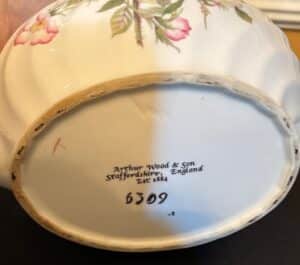 Arthur Wood & Son
Staffordshire, England
Est 1884
6309